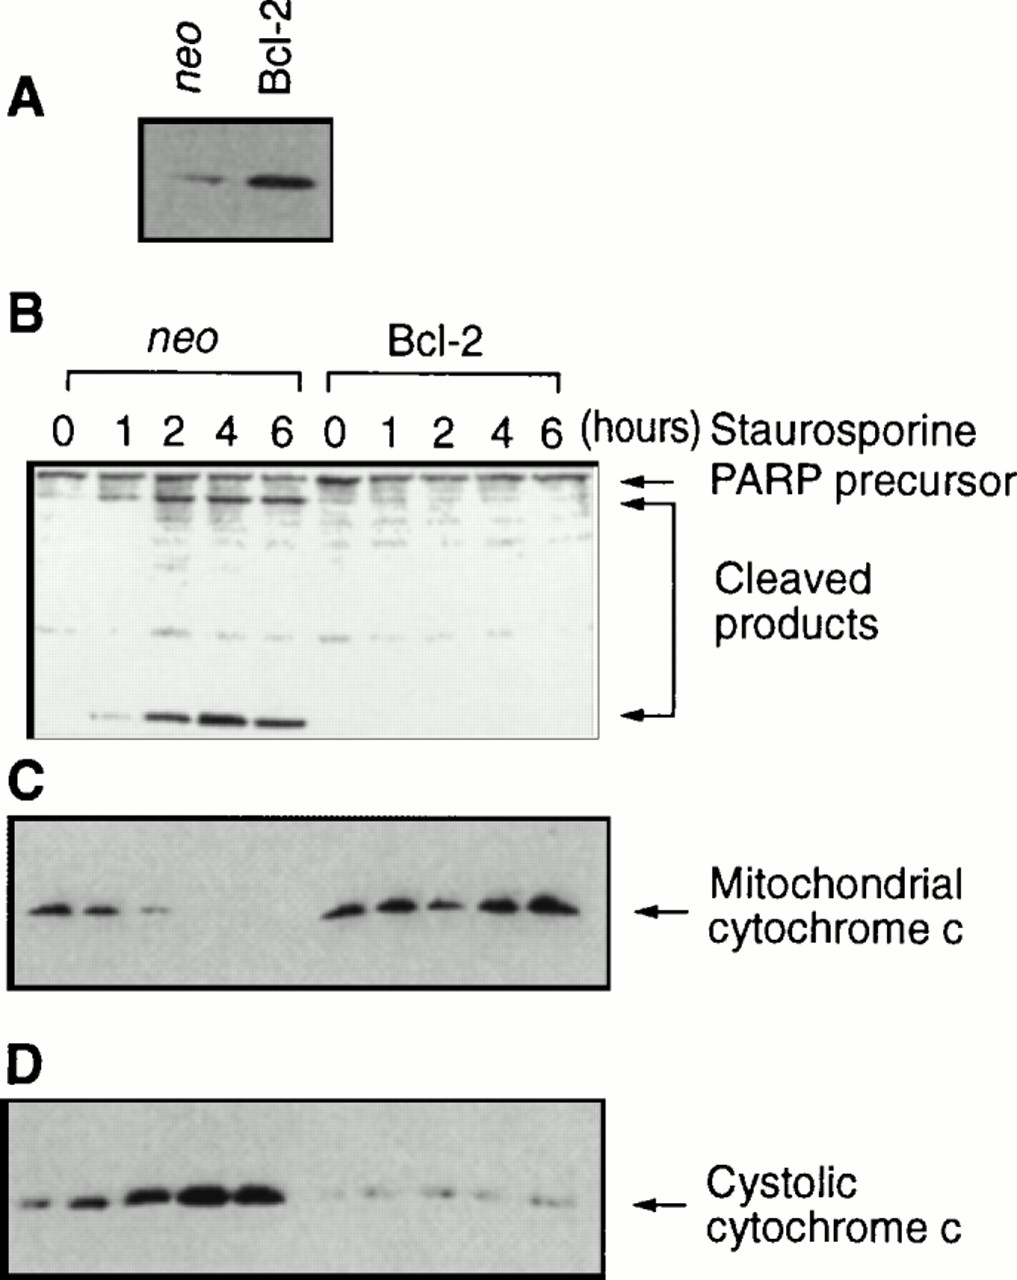 neo Bcl-2
A
B
neo Bcl-2
0 1 2 4 6 0 1 2 4 6 (hours) Staurosporine
PARP precursor
Cleaved
products
C
Mitochondrial
cytochrome c
D
Cystolic
cytochrome c